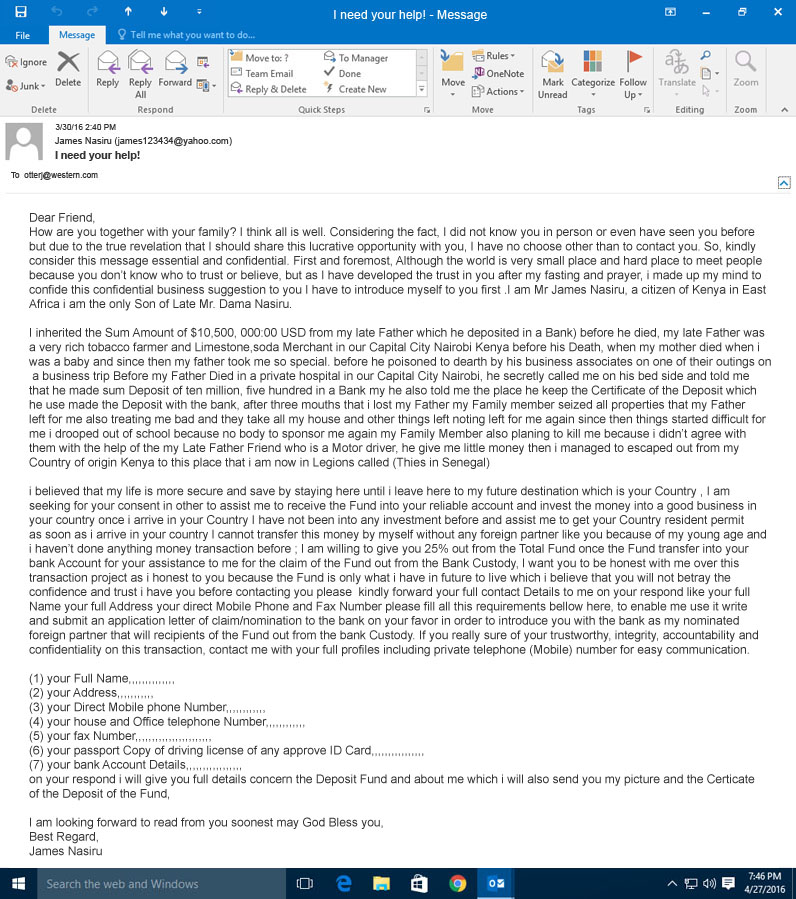 I need your help! - Message
File
Message
Tell me what you want to do...
Ignore
Junk
Delete
Reply
Reply All
Forward
Move to: ?
Team Email
Reply & Delete
To Manager
Done
Create New
Move
Rules
OneNote
Actions
Mark Unread
Categorize
Follow Up
Translate
Zoom
Delete
Respond
Quick Steps
Move
Tags
Editing
Zoom
3/30/16 2:40 PM
James Nasiru (james123434@yahoo.com)
I need your help!
To otterj@western.com
Dear Friend,
How are you together with your family? I think all is well. Considering the fact, I did not know you in person or even have seen you before
but due to the true revelation that I should share this lucrative opportunity with you, I have no choose other than to contact you. So, kindly
consider this message essential and confidential. First and foremost, Although the world is very small place and hard place to meet people
because you don't know who to trust or believe, but as I have developed the trust in you after my fasting and prayer, i made up my mind to
confide this confidential business suggestion to you I have to introduce myself to you first .I am Mr James Nasiru, a citizen of Kenya in East
Africa i am the only Son of Late Mr. Dama Nasiru.
I inherited the Sum Amount of $10,500, 000:00 USD from my late Father which he deposited in a Bank) before he died, my late Father was
a very rich tobacco farmer and Limestone,soda Merchant in our Capital City Nairobi Kenya before his Death, when my mother died when i
was a baby and since then my father took me so special. before he poisoned to dearth by his business associates on one of their outings on
a business trip Before my Father Died in a private hospital in our Capital City Nairobi, he secretly called me on his bed side and told me
that he made sum Deposit of ten million, five hundred in a Bank my he also told me the place he keep the Certificate of the Deposit which
he use made the Deposit with the bank, after three mouths that i lost my Father my Family member seized all properties that my Father
left for me also treating me bad and they take all my house and other things left noting left for me again since then things started difficult for
me i drooped out of school because no body to sponsor me again my Family Member also planing to kill me because i didn't agree with
them with the help of the my Late Father Friend who is a Motor driver, he give me little money then i managed to escaped out from my
Country of origin Kenya to this place that i am now in Legions called (Thies in Senegal)
i believed that my life is more secure and save by staying here until i leave here to my future destination which is your Country , I am
seeking for your consent in other to assist me to receive the Fund into your reliable account and invest the money into a good business in
your country once i arrive in your Country I have not been into any investment before and assist me to get your Country resident permit
as soon as i arrive in your country I cannot transfer this money by myself without any foreign partner like you because of my young age and
i haven't done anything money transaction before ; I am willing to give you 25% out from the Total Fund once the Fund transfer into your
bank Account for your assistance to me for the claim of the Fund out from the Bank Custody, I want you to be honest with me over this
transaction project as i honest to you because the Fund is only what i have in future to live which i believe that you will not betray the
confidence and trust i have you before contacting you please  kindly forward your full contact Details to me on your respond like your full
Name your full Address your direct Mobile Phone and Fax Number please fill all this requirements bellow here, to enable me use it write
and submit an application letter of claim/nomination to the bank on your favor in order to introduce you with the bank as my nominated
foreign partner that will recipients of the Fund out from the bank Custody. If you really sure of your trustworthy, integrity, accountability and
confidentiality on this transaction, contact me with your full profiles including private telephone (Mobile) number for easy communication.
(1) your Full Name,,,,,,,,,,,,,,
(2) your Address,,,,,,,,,,,
(3) your Direct Mobile phone Number,,,,,,,,,,,,
(4) your house and Office telephone Number,,,,,,,,,,,,
(5) your fax Number,,,,,,,,,,,,,,,,,,,,,,,
(6) your passport Copy of driving license of any approve ID Card,,,,,,,,,,,,,,,,
(7) your bank Account Details,,,,,,,,,,,,,,,,,
on your respond i will give you full details concern the Deposit Fund and about me which i will also send you my picture and the Certicate
of the Deposit of the Fund,
I am looking forward to read from you soonest may God Bless you,
Best Regard,
James Nasiru
Search the web and Windows
7:46 PM
4/27/2016